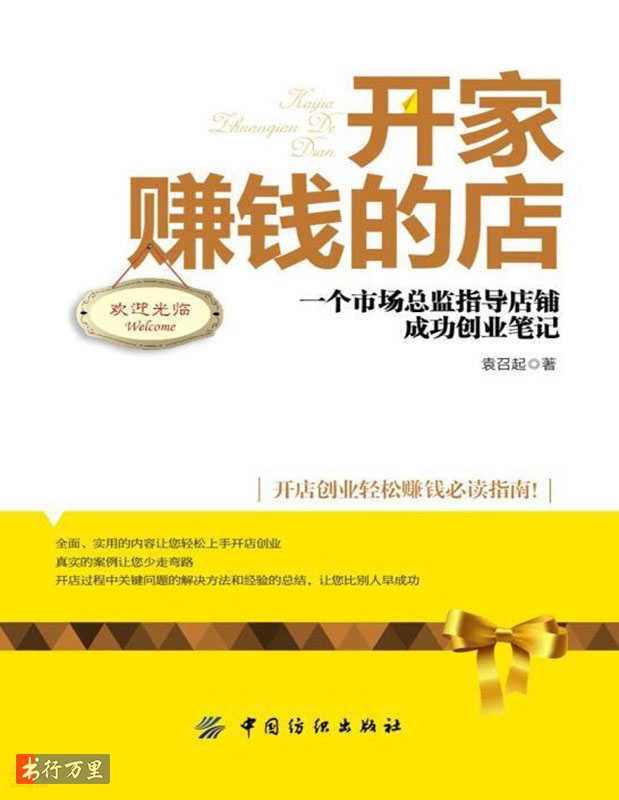 Kaijia
Zhuanqian De
Dian
开家
赚钱的店
欢迎光临
Welcome
一个市场总监指导店铺
成功创业笔记
袁召起◎著
开店创业轻松赚钱必读指南!
全面、实用的内容让您轻松上手开店创业
真实的案例让您少走弯路
开店过程中关键问题的解决方法和经验的总结，让您比别人早成功
中国纺织出版社
书行万里